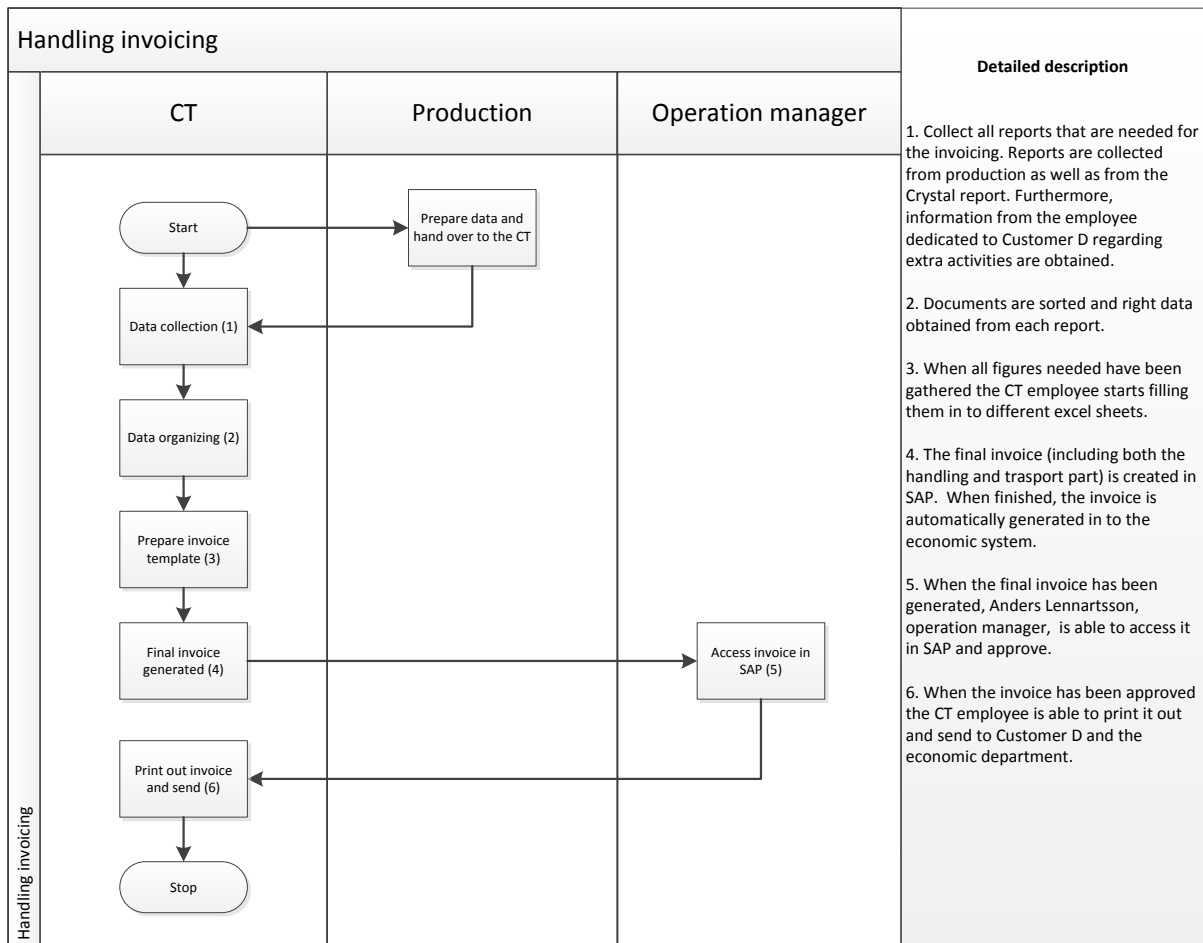 Handling invoicing
CT
Production
Operation manager
Start
Prepare data and
hand over to the CT
Data collection (1)
Data organizing (2)
Prepare invoice
template (3)
Final invoice
generated (4)
Access invoice in
SAP (5)
Print out invoice
and send (6)
Stop
Handling invoicing
Detailed description
1. Collect all reports that are needed for
the invoicing. Reports are collected
from production as well as from the
Crystal report. Furthermore,
information from the employee
dedicated to Customer D regarding
extra activities are obtained.
2. Documents are sorted and right data
obtained from each report.
3. When all figures needed have been
gathered the CT employee starts filling
them in to different excel sheets.
4. The final invoice (including both the
handling and trasport part) is created in
SAP.  When finished, the invoice is
automatically generated in to the
economic system.
5. When the final invoice has been
generated, Anders Lennartsson,
operation manager,  is able to access it
in SAP and approve.
6. When the invoice has been approved
the CT employee is able to print it out
and send to Customer D and the
economic department.